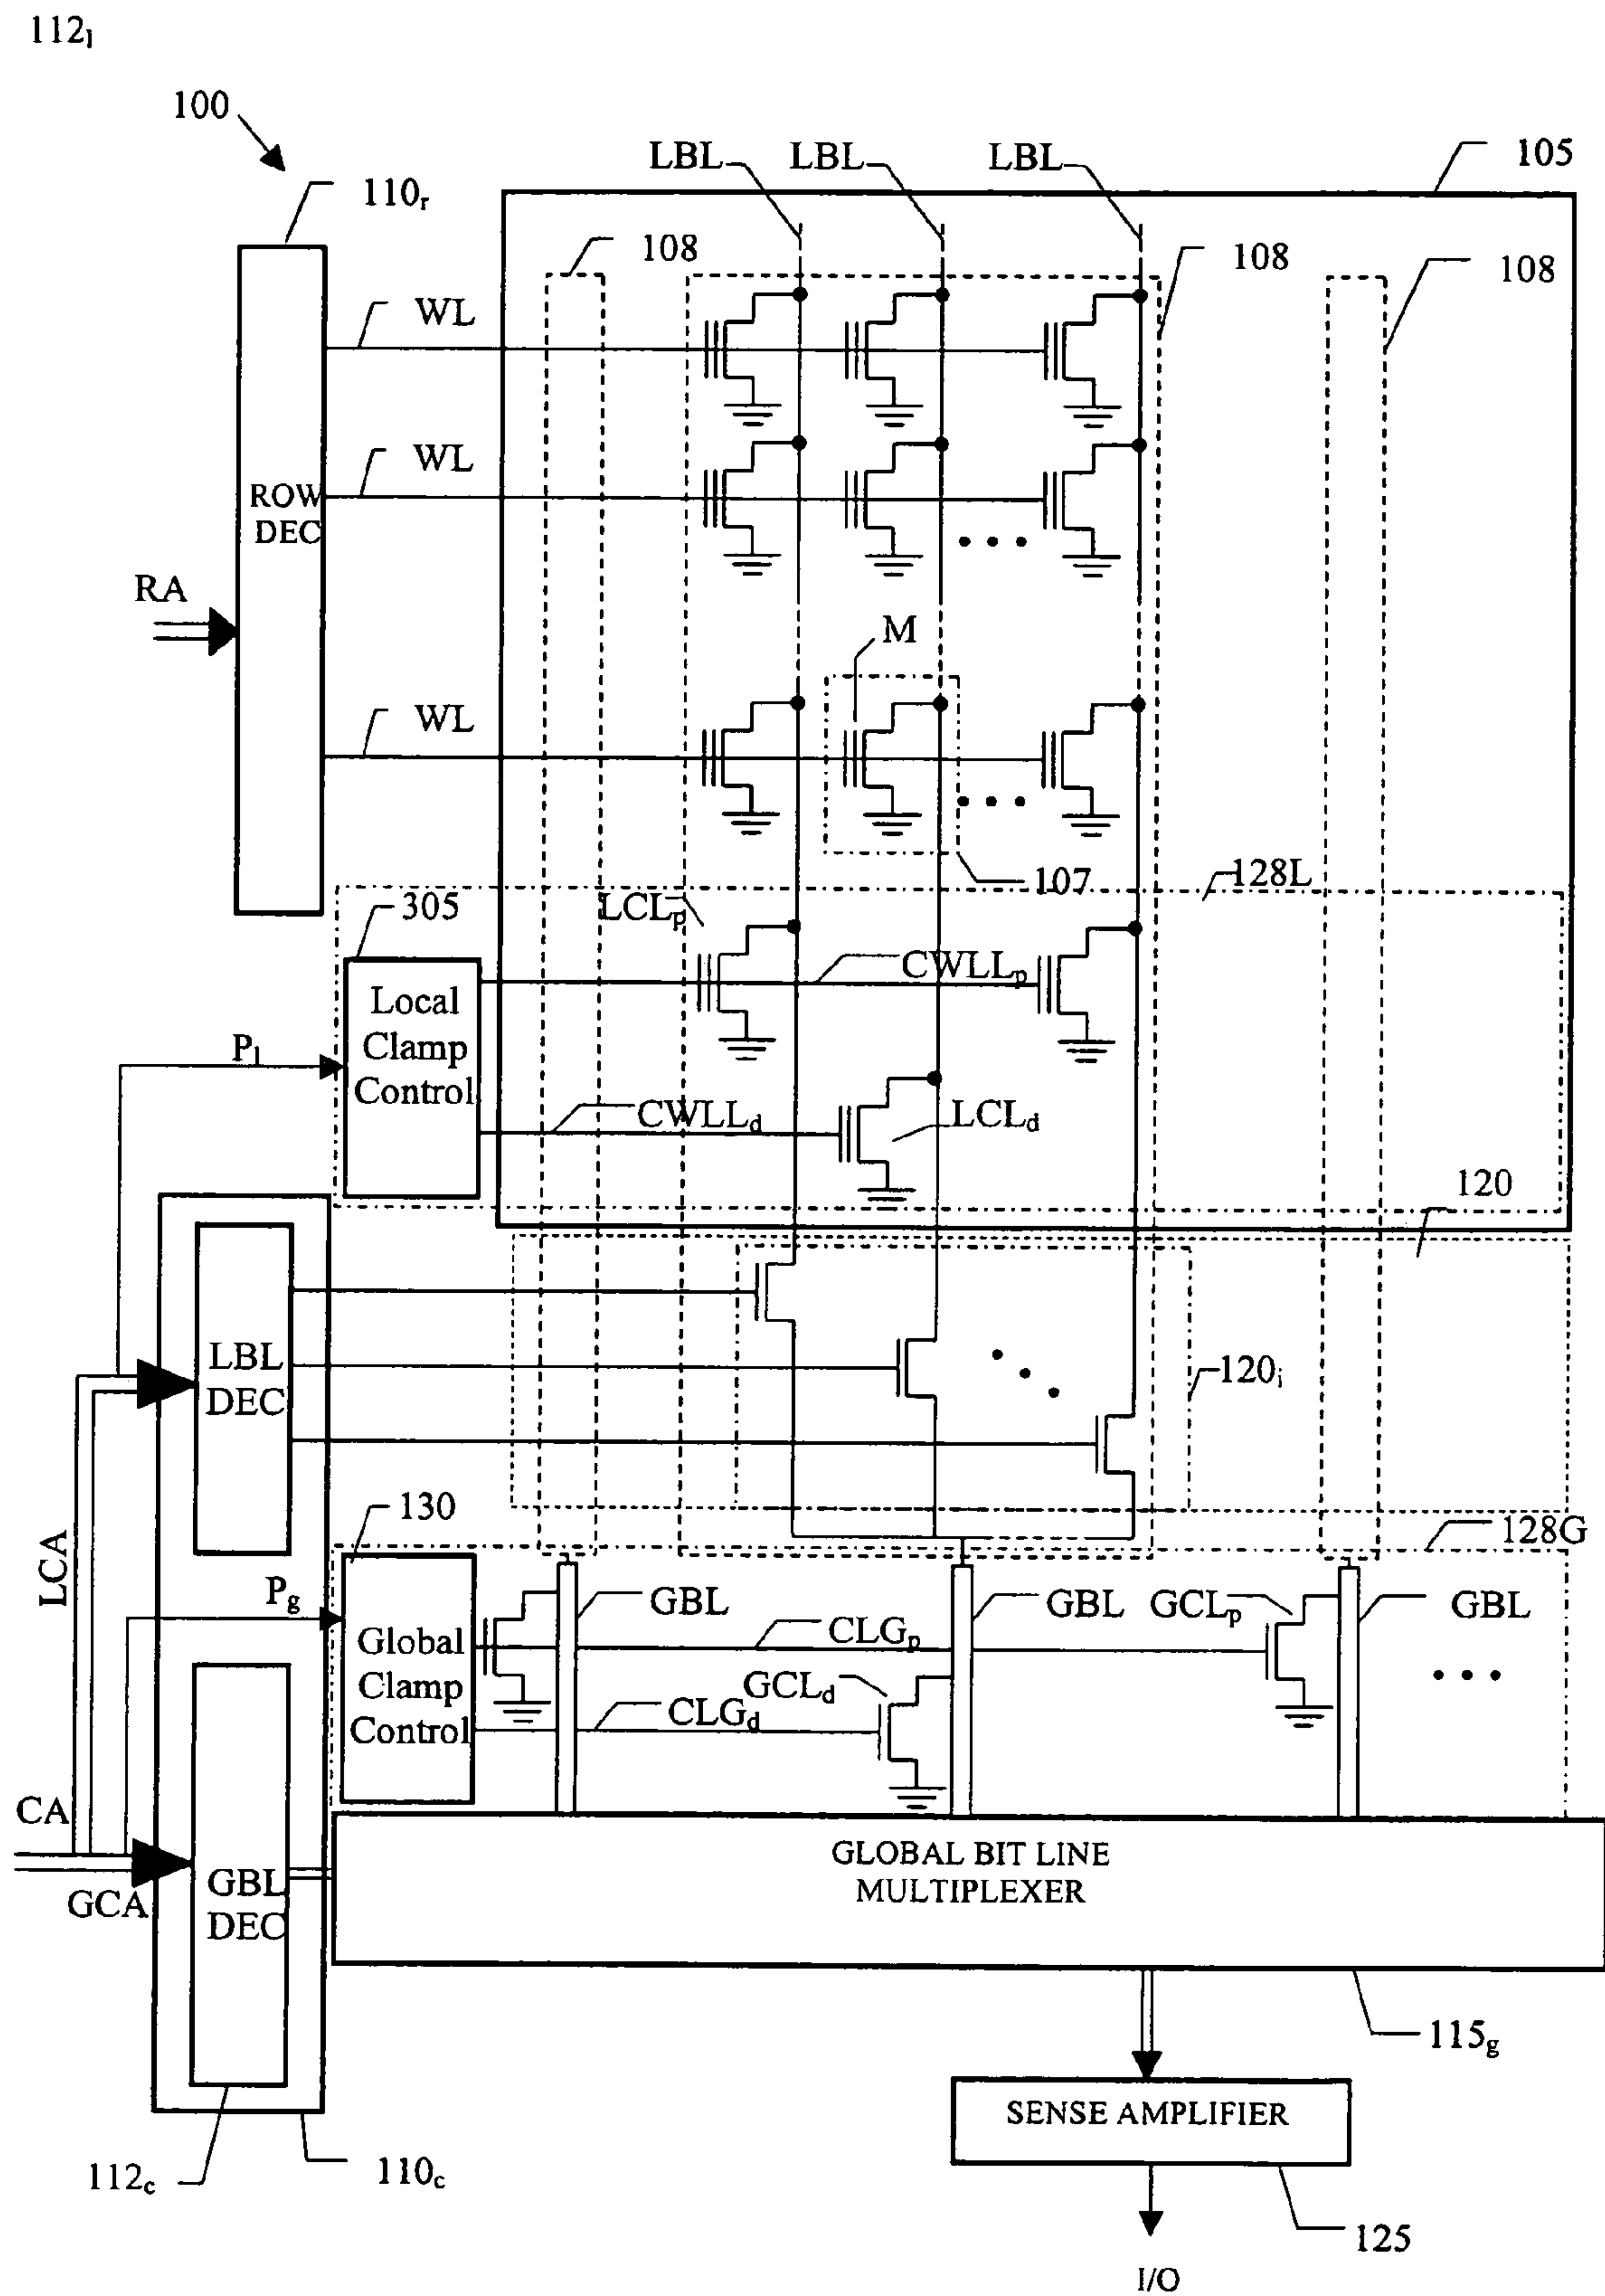 112l
100
110r
LBL LBL LBL
105
108 108 108
WL
WL
ROW
DEC
RA
M
WL
107
128L
305
LCLp
CWLLp
Local
Clamp
Control
Pl
CWLLd
LCLd
120
LBL
DEC
120i
130
128G
LCA
Pg
GBL GBL GCLp GBL
CLGp
Global
Clamp
Control
GCLd
CLGd
CA
GCA
GBL
DEC
GLOBAL BIT LINE
MULTIPLEXER
115g
SENSE AMPLIFIER
112c
110c
125
I/O